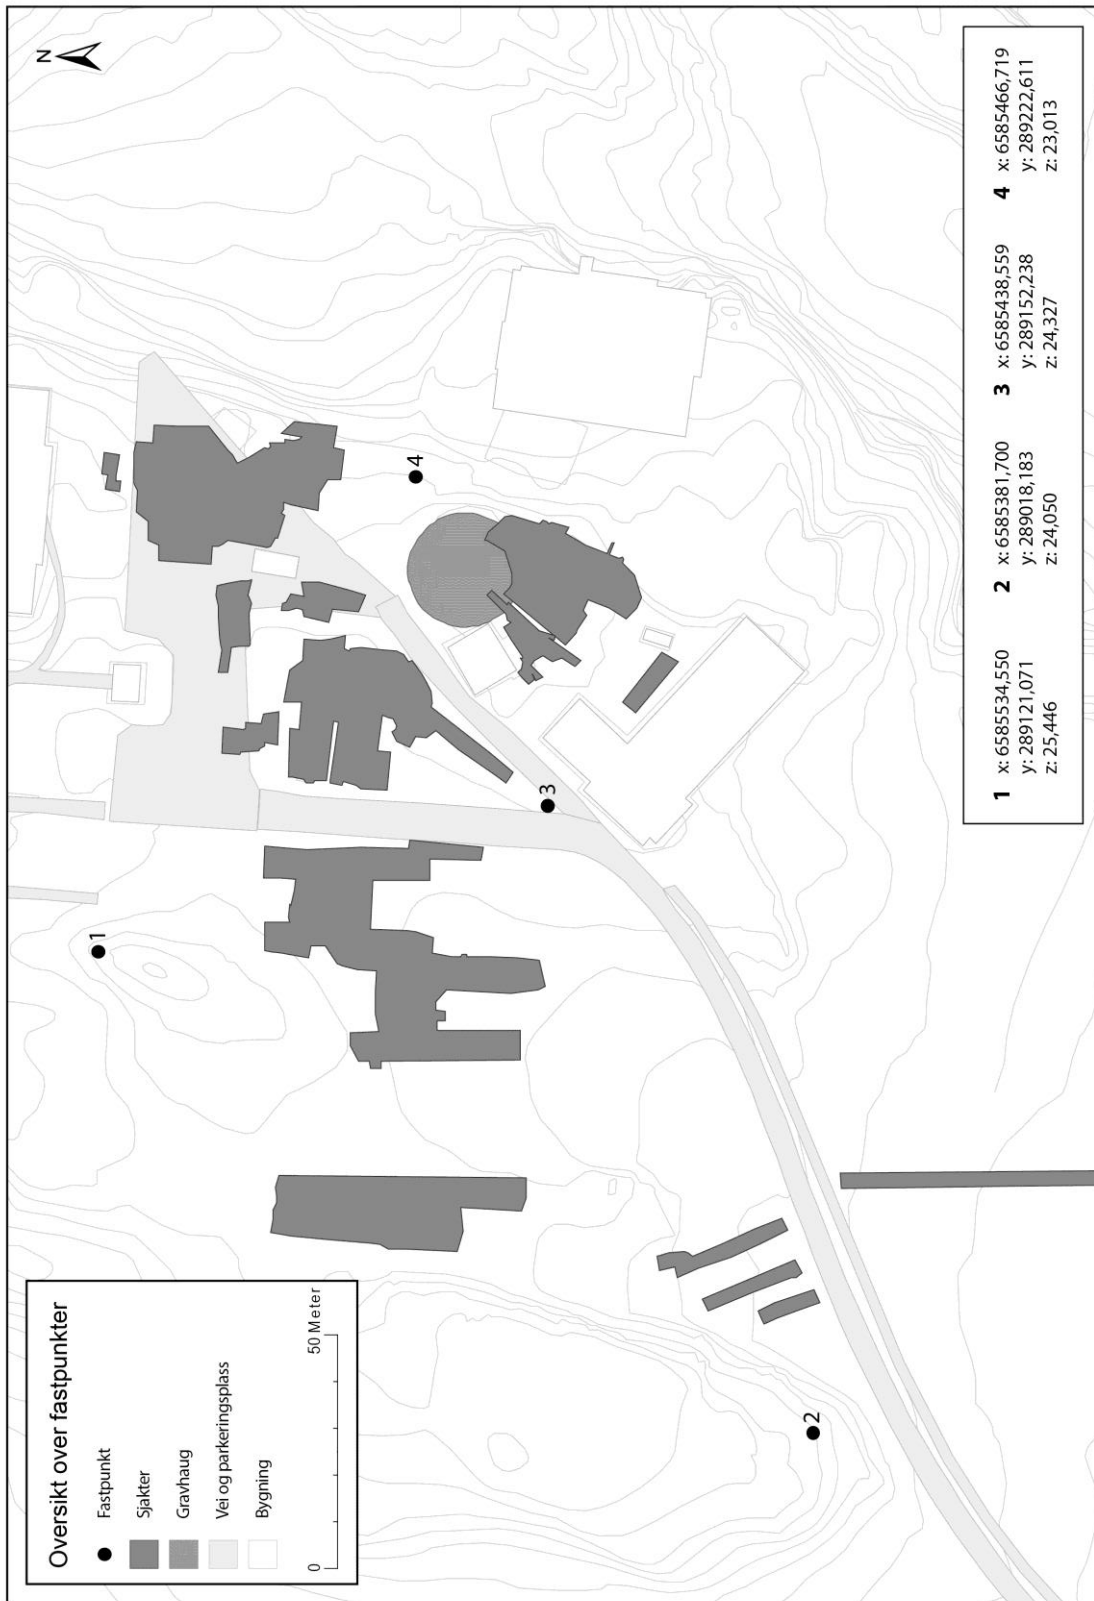 N
Oversikt over fastpunkter
Fastpunkt
Sjakter
Gravhaug
Vei og parkeringsplass
Bygning
0 50 Meter
1
2
3
4
1 x: 6585534,550
y: 289121,071
z: 25,446
2 x: 6585381,700
y: 289018,183
z: 24,050
3 x: 6585438,559
y: 289152,238
z: 24,327
4 x: 6585466,719
y: 289222,611
z: 23,013